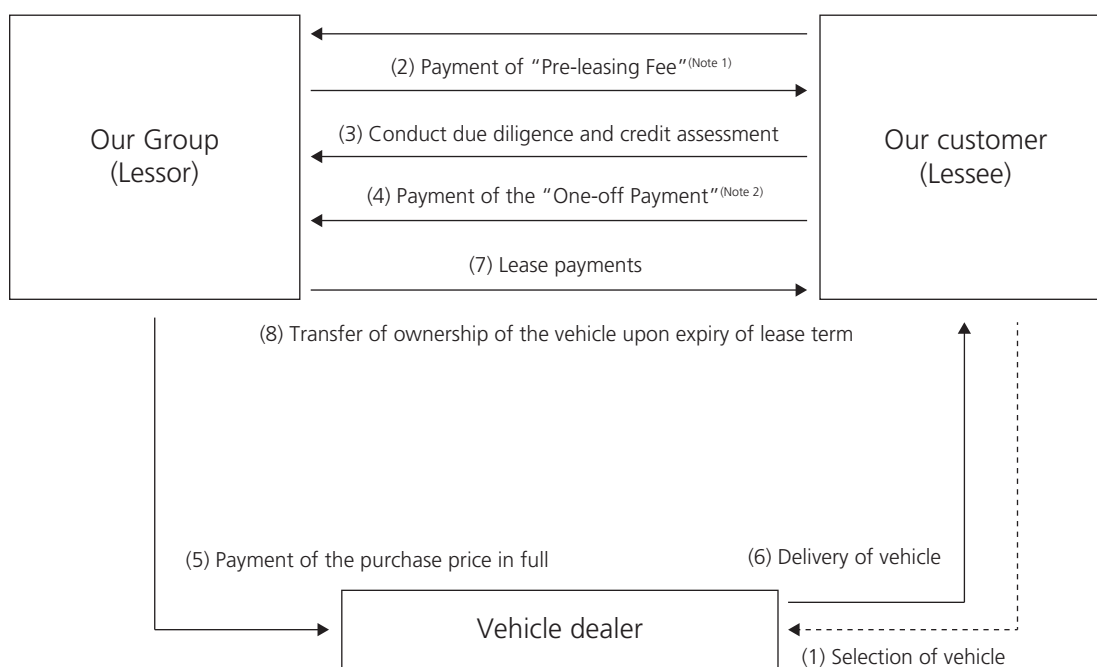 (2) Payment of “Pre-leasing Fee”(Note 1)
(3) Conduct due diligence and credit assessment
Our Group
(Lessor)
Our customer
(Lessee)
(4) Payment of the “One-off Payment”(Note 2)
(7) Lease payments
(8) Transfer of ownership of the vehicle upon expiry of lease term
(5) Payment of the purchase price in full
(6) Delivery of vehicle
Vehicle dealer
(1) Selection of vehicle